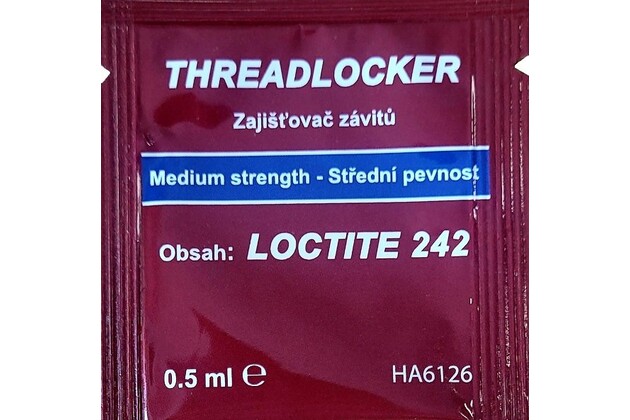 THREADLOCKER
Zajišťovač závitů
Medium strength - Střední pevnost
Obsah: LOCTITE 242
0.5 ml ℮ HA6126